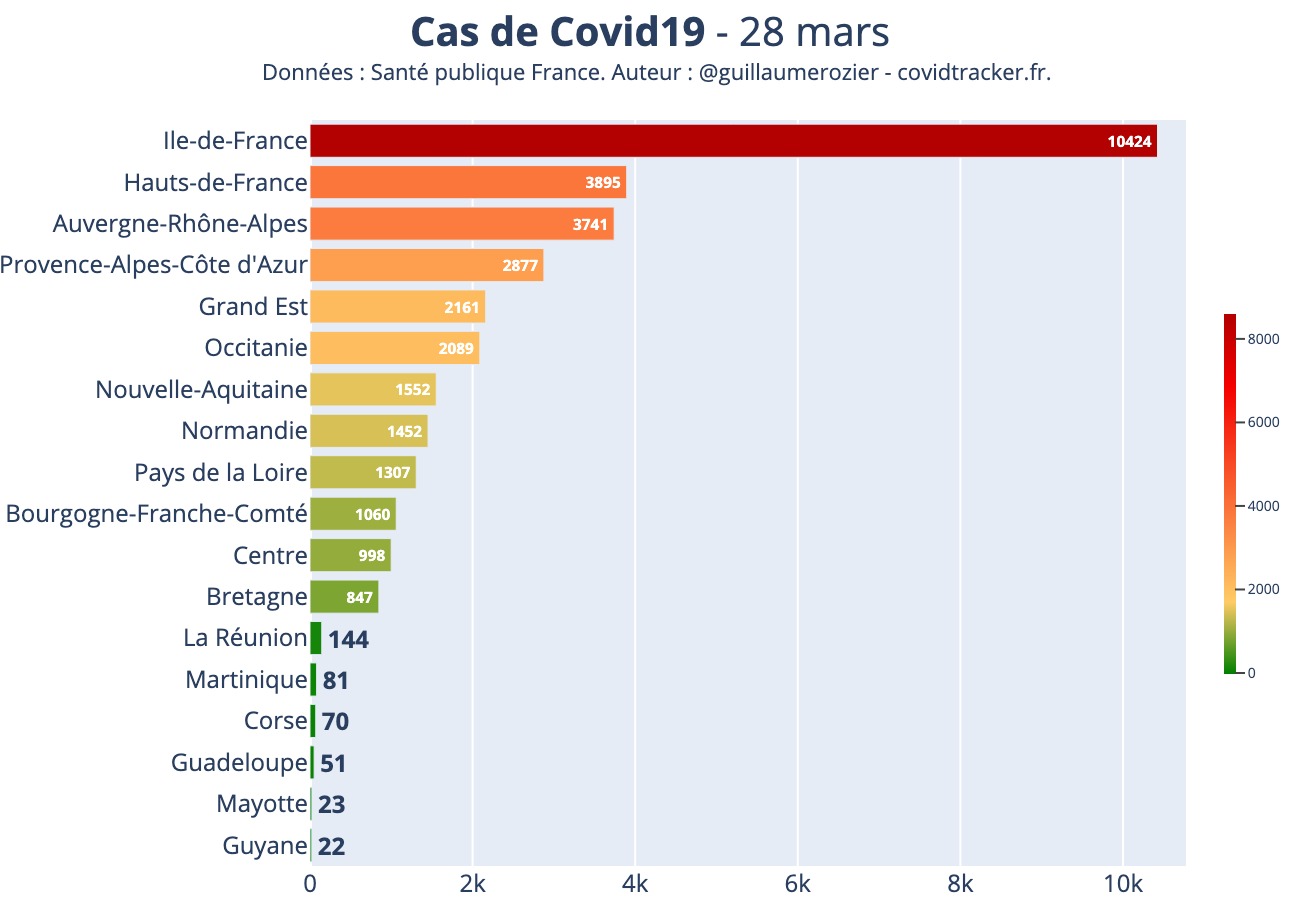 Cas de Covid19 - 28 mars
Données : Santé publique France. Auteur : @guillaumerozier - covidtracker.fr.
Ile-de-France 10424
Hauts-de-France 3895
Auvergne-Rhône-Alpes 3741
Provence-Alpes-Côte d'Azur 2877
Grand Est 2161
Occitanie 2089
Nouvelle-Aquitaine 1552
Normandie 1452
Pays de la Loire 1307
Bourgogne-Franche-Comté 1060
Centre 998
Bretagne 847
La Réunion 144
Martinique 81
Corse 70
Guadeloupe 51
Mayotte 23
Guyane 22
0 2k 4k 6k 8k 10k
8000
6000
4000
2000
0